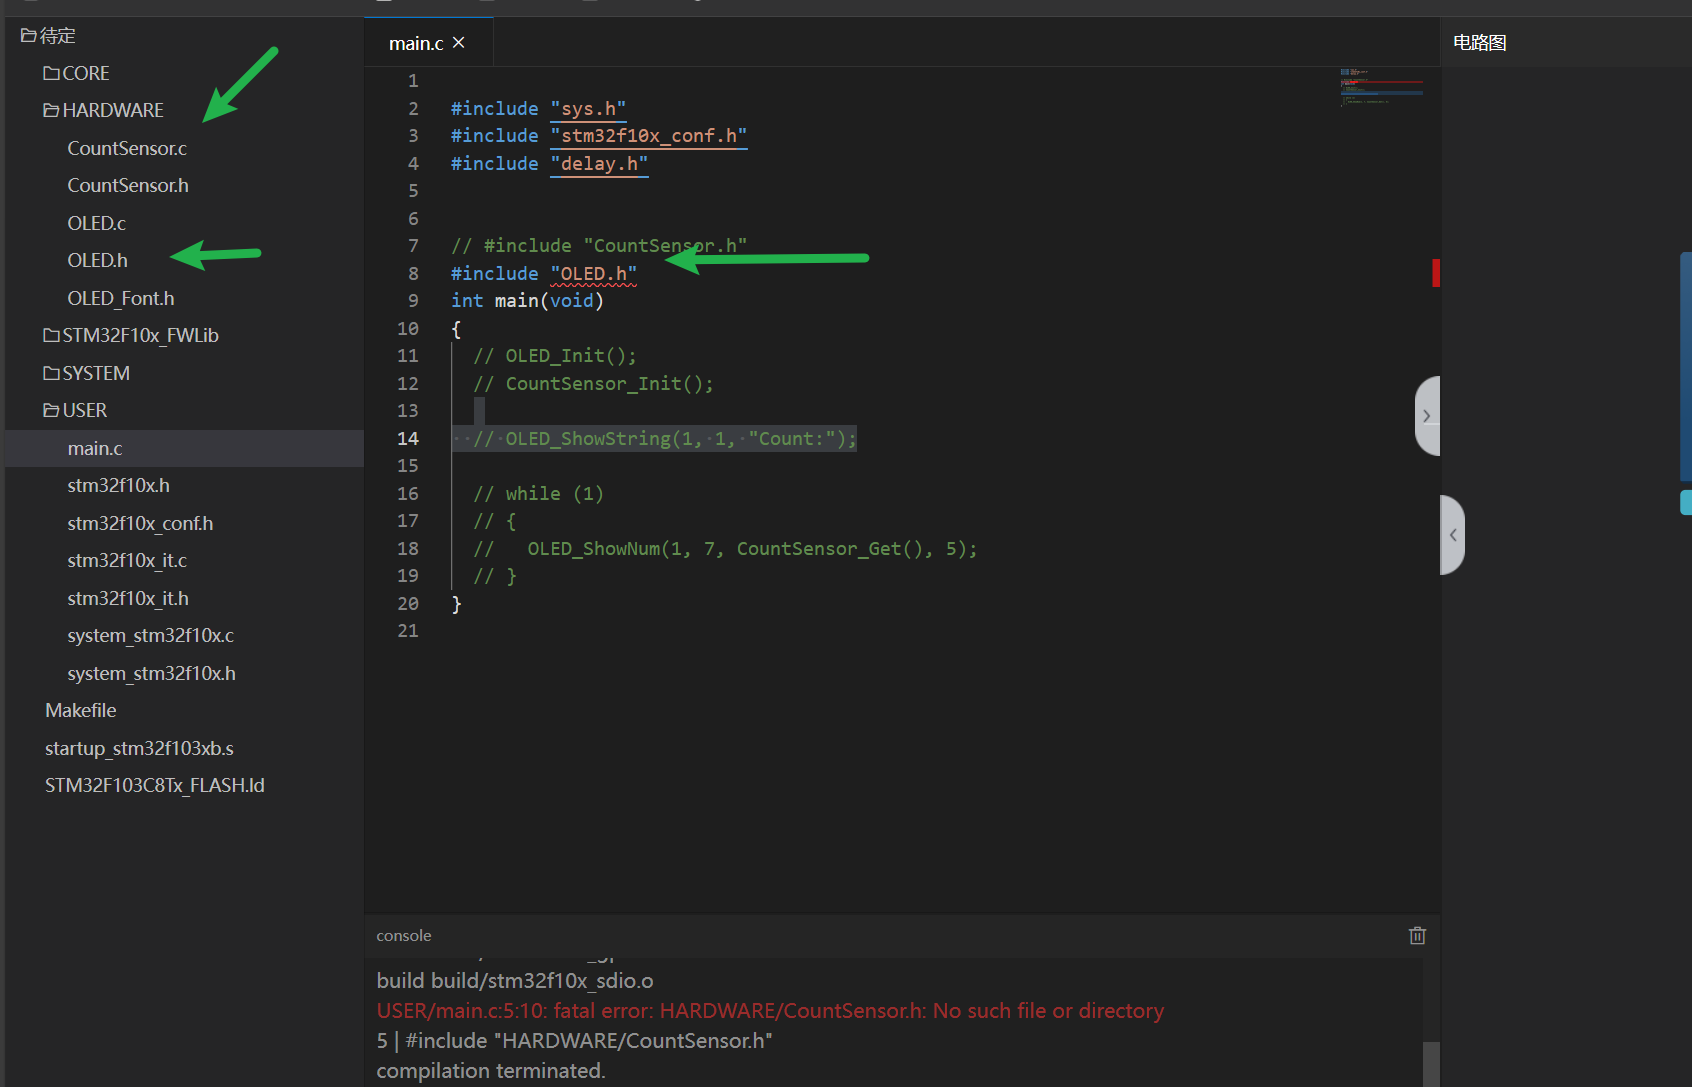 待定
CORE
HARDWARE
CountSensor.c
CountSensor.h
OLED.c
OLED.h
OLED_Font.h
STM32F10x_FWLib
SYSTEM
USER
main.c
stm32f10x.h
stm32f10x_conf.h
stm32f10x_it.c
stm32f10x_it.h
system_stm32f10x.c
system_stm32f10x.h
Makefile
startup_stm32f103xb.s
STM32F103C8Tx_FLASH.ld
main.c
1
2 #include "sys.h"
3 #include "stm32f10x_conf.h"
4 #include "delay.h"
5
6
7 // #include "CountSensor.h"
8 #include "OLED.h"
9 int main(void)
10 {
11 // OLED_Init();
12 // CountSensor_Init();
13
14 // OLED_ShowString(1, 1, "Count:");
15
16 // while (1)
17 // {
18 // OLED_ShowNum(1, 7, CountSensor_Get(), 5);
19 // }
20 }
21
电路图
console
build build/stm32f10x_sdio.o
USER/main.c:5:10: fatal error: HARDWARE/CountSensor.h: No such file or directory
5 | #include "HARDWARE/CountSensor.h"
compilation terminated.